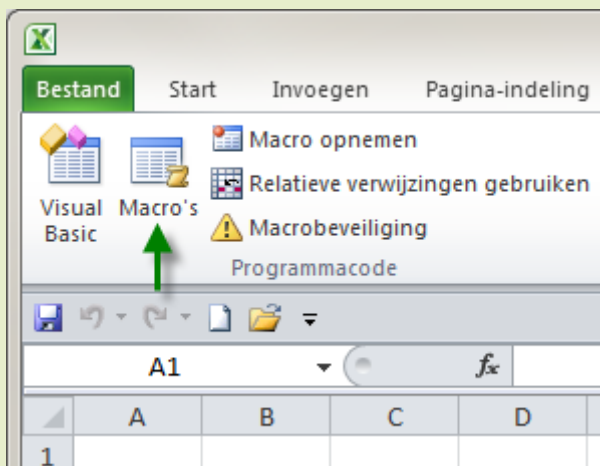 Bestand Start Invoegen Pagina-indeling
Macro opnemen
Relatieve verwijzingen gebruiken
Visual Macro's
Basic
Macrobeveiliging
Programmacode
A1 fx
A B C D
1